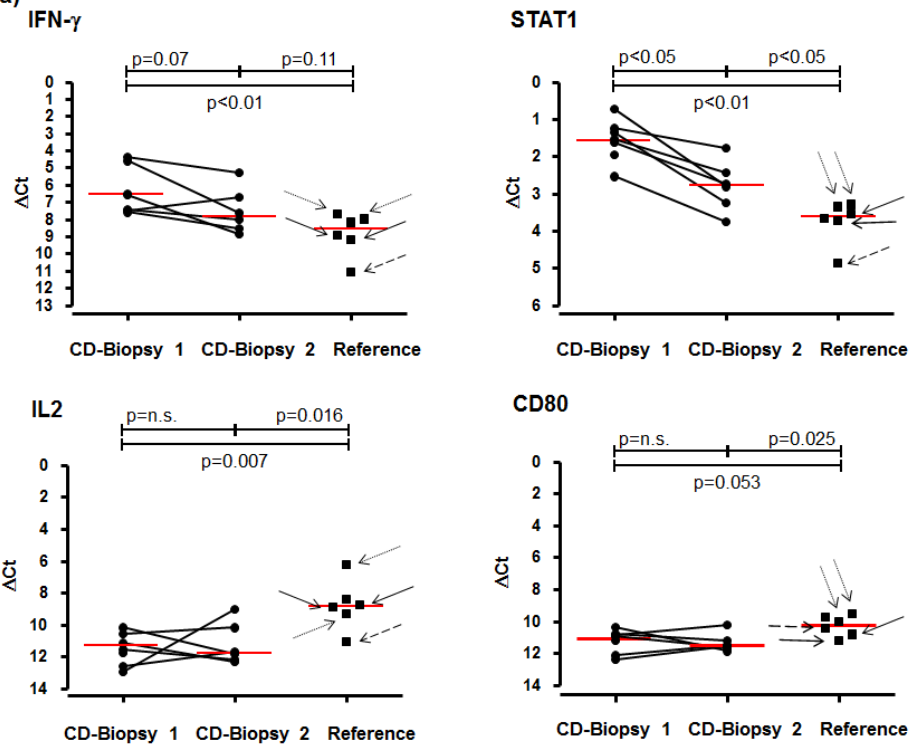 IFN-γ
p=0.07 p=0.11
p<0.01
0
1
2
3
4
5
6
7
8
9
10
11
12
13
ΔCt
CD-Biopsy 1 CD-Biopsy 2 Reference
STAT1
p<0.05 p<0.05
p<0.01
0
1
2
3
4
5
6
ΔCt
CD-Biopsy 1 CD-Biopsy 2 Reference
IL2
p=n.s. p=0.016
p=0.007
0
2
4
6
8
10
12
14
ΔCt
CD-Biopsy 1 CD-Biopsy 2 Reference
CD80
p=n.s. p=0.025
p=0.053
0
2
4
6
8
10
12
14
ΔCt
CD-Biopsy 1 CD-Biopsy 2 Reference